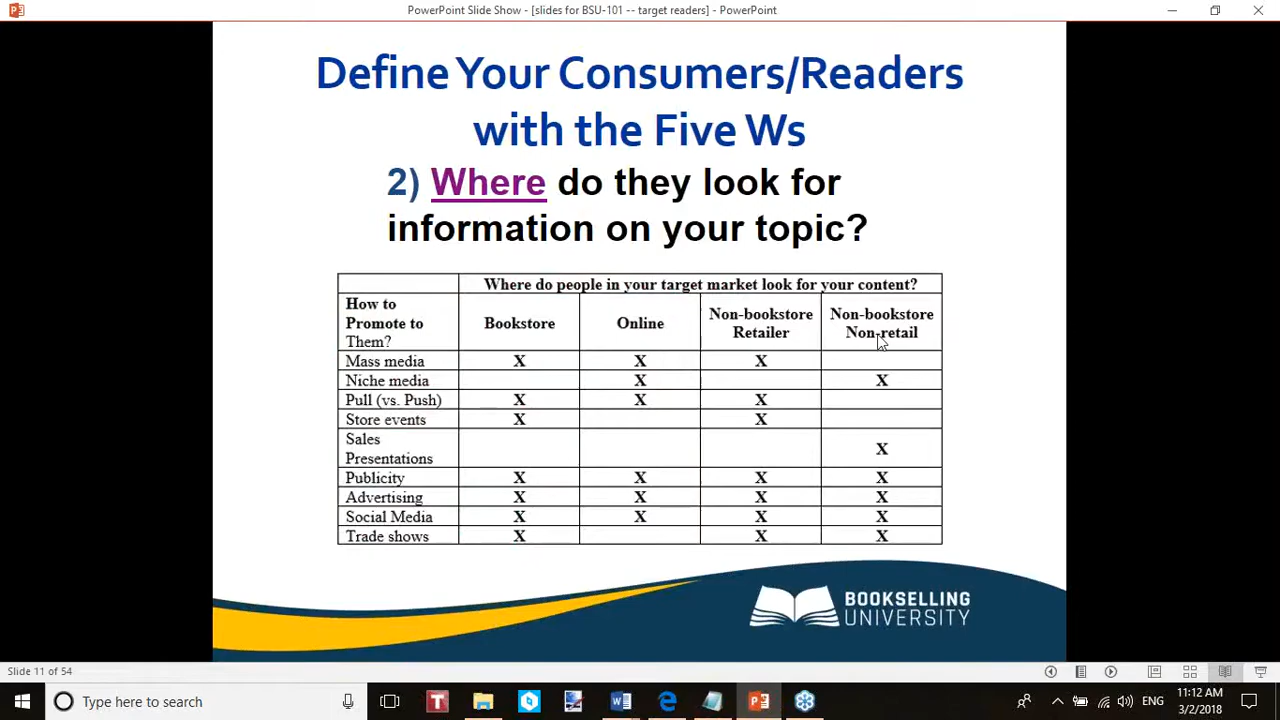 PowerPoint Slide Show - [slides for BSU-101 -- target readers] - PowerPoint
Define Your Consumers/Readers
with the Five Ws
2) Where do they look for
information on your topic?
Where do people in your target market look for your content?
How to
Promote to
Them?
Bookstore
Online
Non-bookstore
Retailer
Non-bookstore
Non-retail
Mass media X X X
Niche media X X
Pull (vs. Push) X X X
Store events X X
Sales
Presentations X
Publicity X X X X
Advertising X X X X
Social Media X X X X
Trade shows X X X
BOOKSELLING
UNIVERSITY
Slide 11 of 54
Type here to search
ENG
11:12 AM
3/2/2018